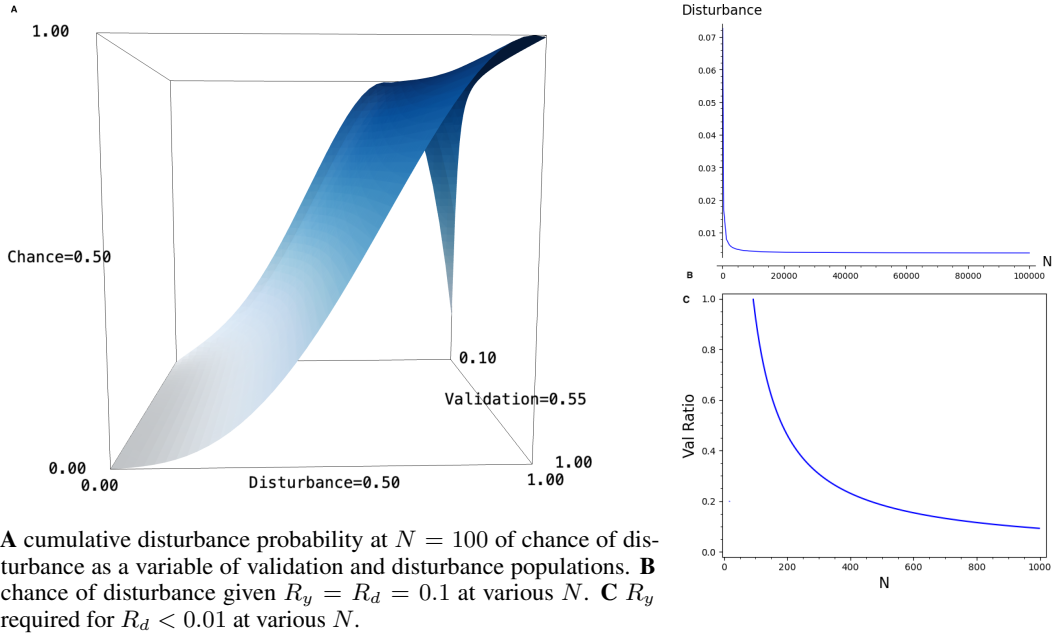 A
1.00
Chance=0.50
0.10
Validation=0.55
0.00
0.00
Disturbance=0.50
1.00
1.00
Disturbance
0.07
0.06
0.05
0.04
0.03
0.02
0.01
N
B
0 20000 40000 60000 80000 100000
C
1.0
0.8
0.6
0.4
0.2
0.0
Val Ratio
0 200 400 600 800 1000
N
A cumulative disturbance probability at N = 100 of chance of dis-
turbance as a variable of validation and disturbance populations. B
chance of disturbance given R_y = R_d = 0.1 at various N. C R_y
required for R_d < 0.01 at various N.